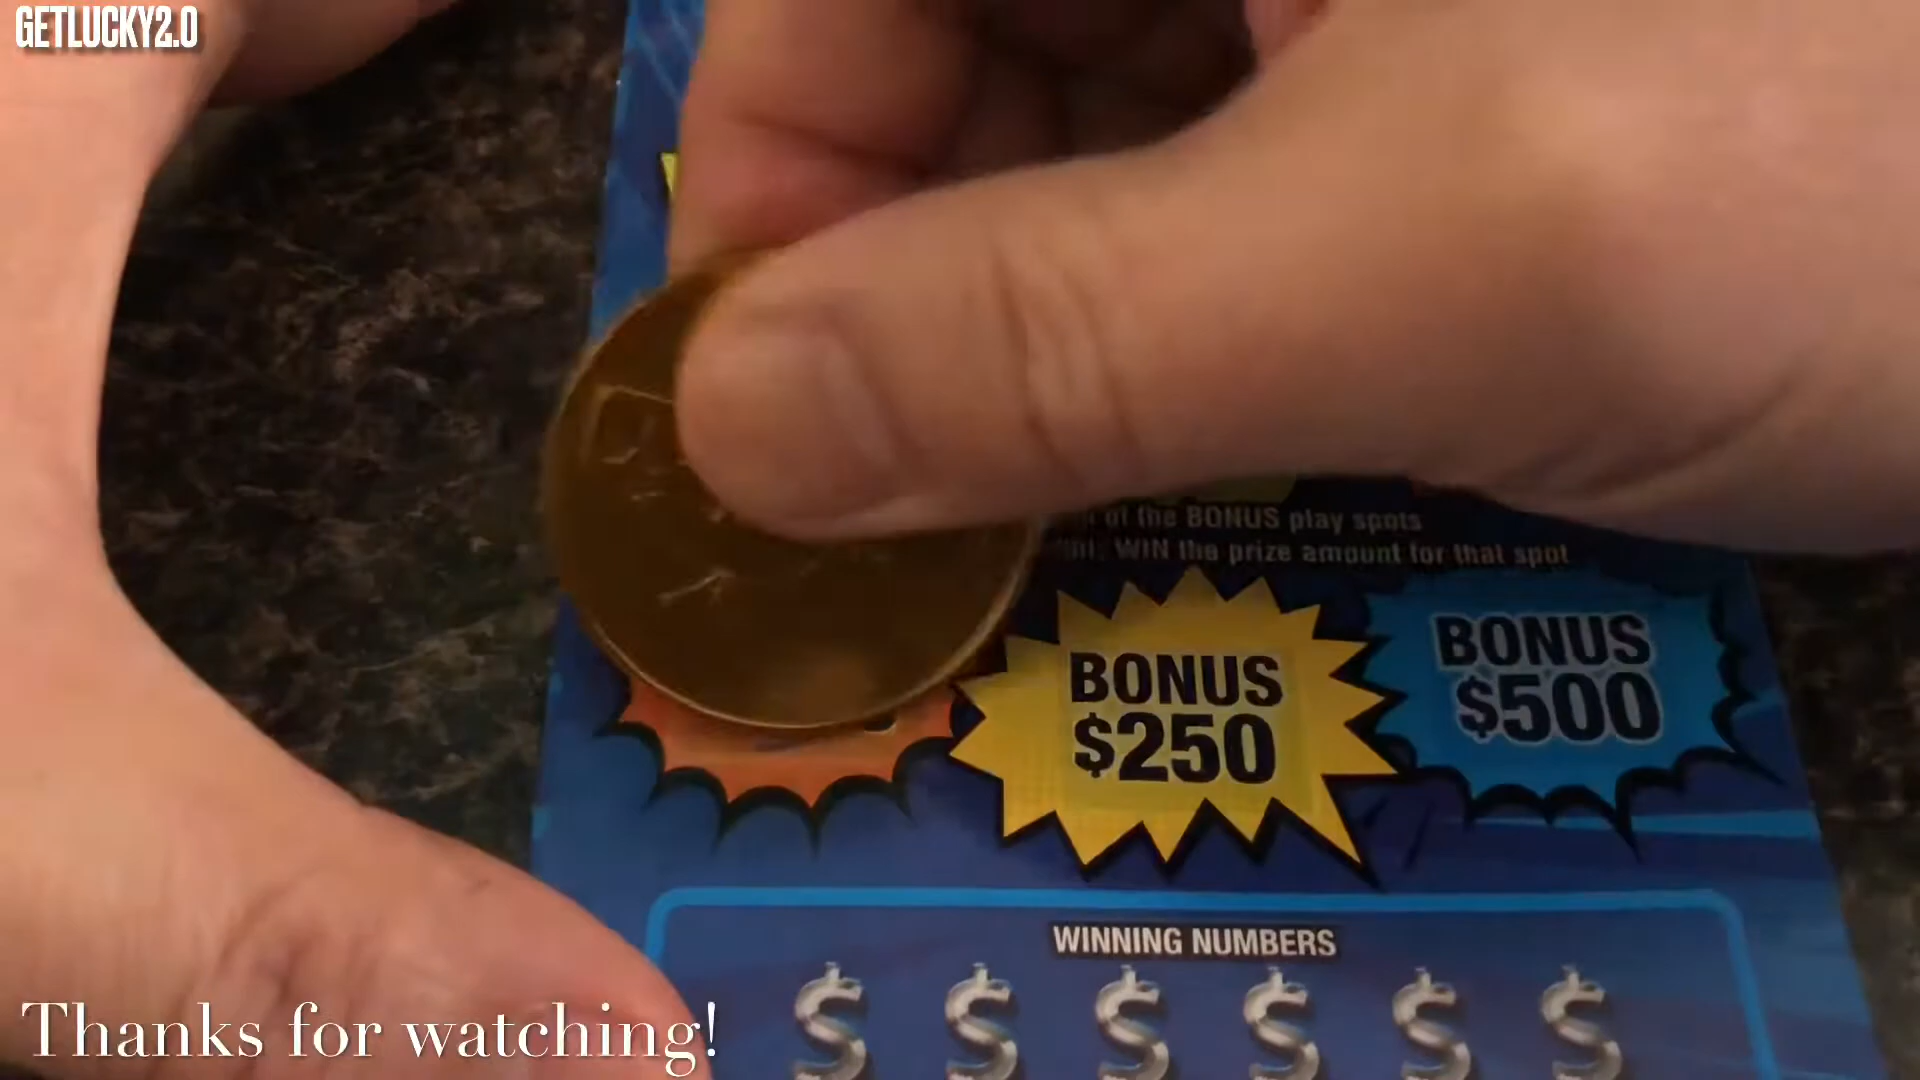 GETLUCKY2.0
of the BONUS play spots
WIN the prize amount for that spot
BONUS
$250
BONUS
$500
WINNING NUMBERS
$ $ $ $ $ $
Thanks for watching!